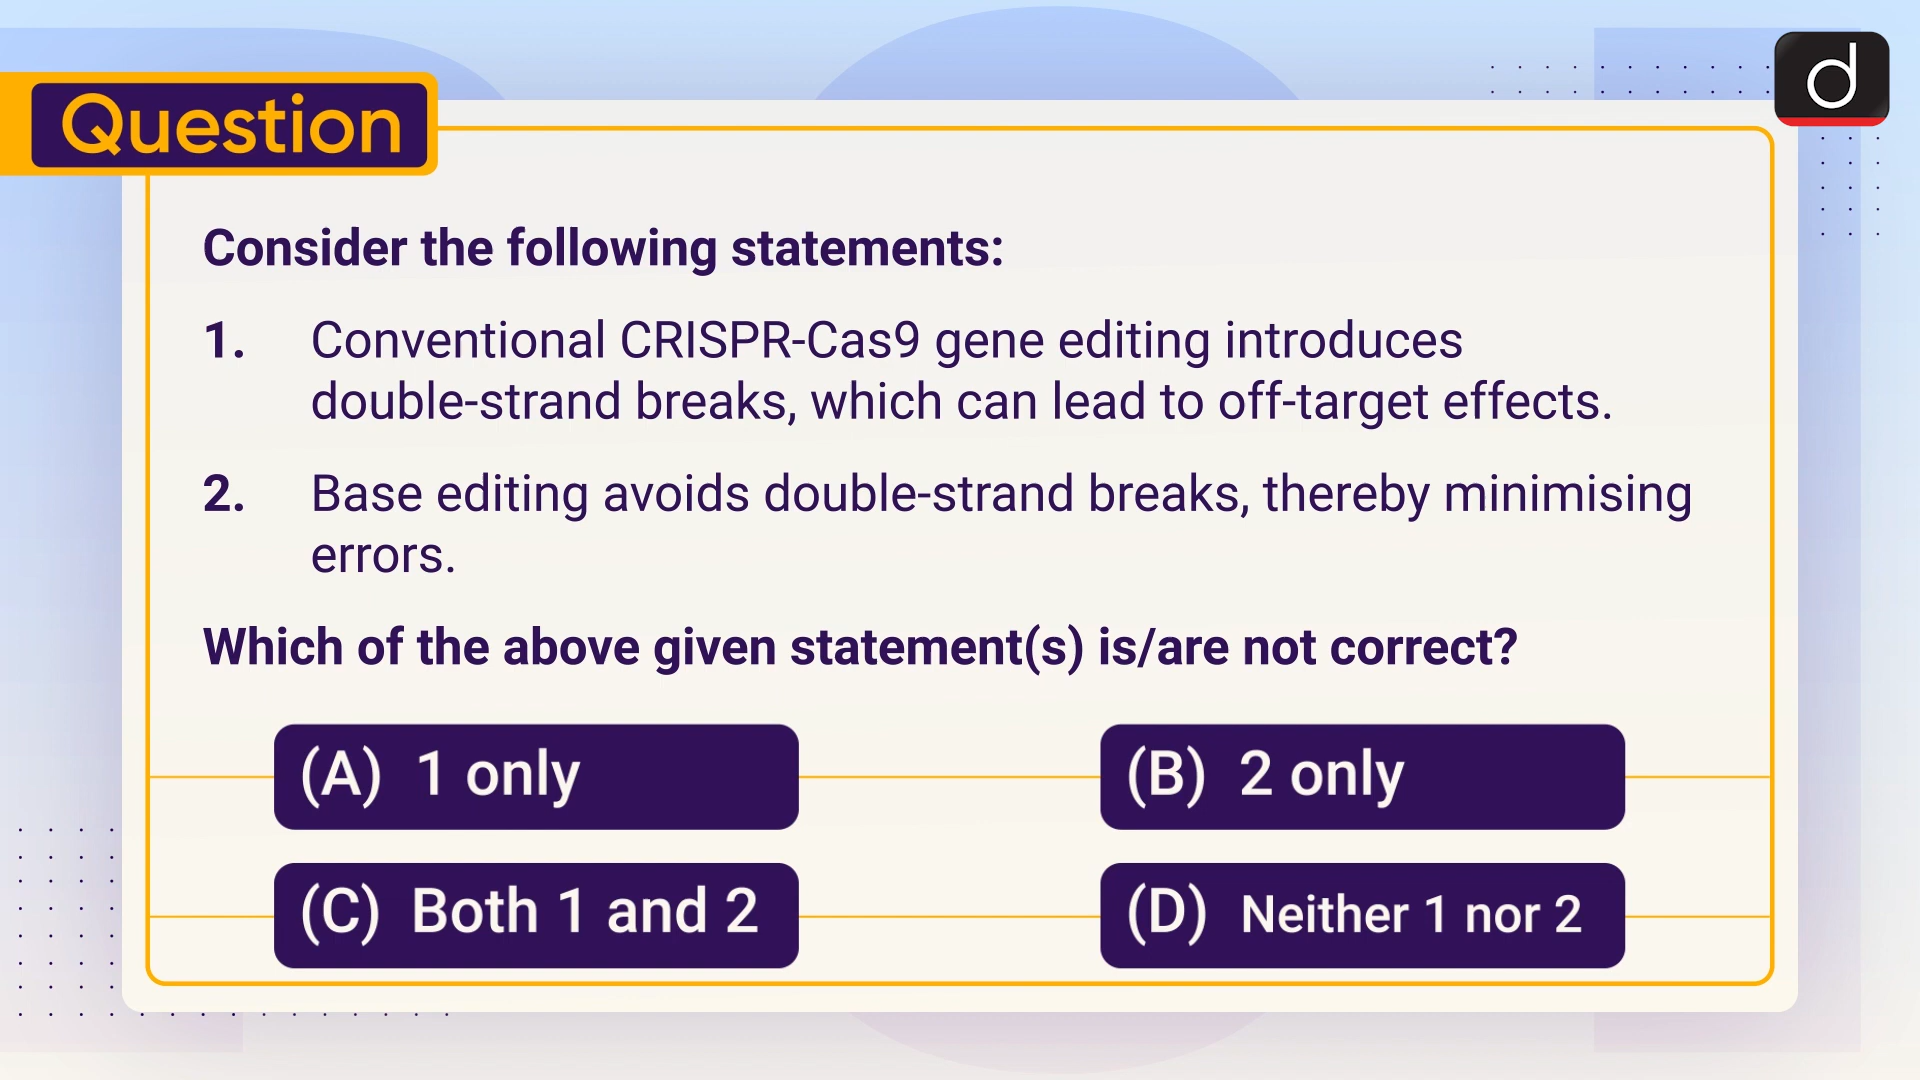 Question
Consider the following statements:
1. Conventional CRISPR-Cas9 gene editing introduces
double-strand breaks, which can lead to off-target effects.
2. Base editing avoids double-strand breaks, thereby minimising
errors.
Which of the above given statement(s) is/are not correct?
(A) 1 only
(B) 2 only
(C) Both 1 and 2
(D) Neither 1 nor 2
d